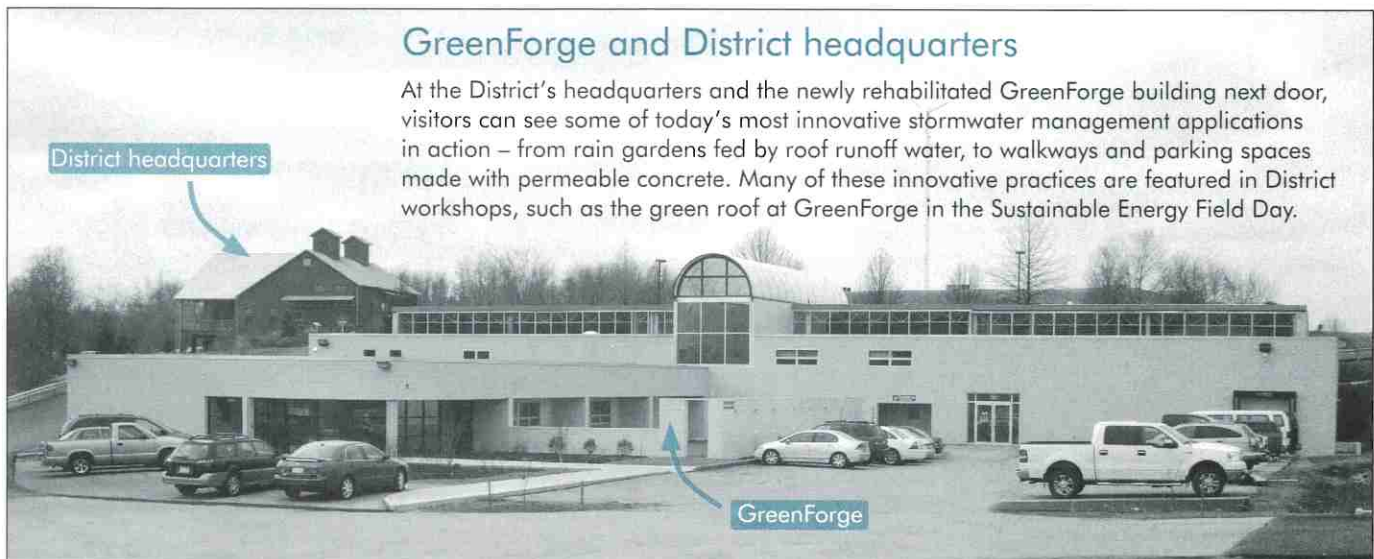 GreenForge and District headquarters
At the District's headquarters and the newly rehabilitated GreenForge building next door,
visitors can see some of today's most innovative stormwater management applications
in action – from rain gardens fed by roof runoff water, to walkways and parking spaces
made with permeable concrete. Many of these innovative practices are featured in District
workshops, such as the green roof at GreenForge in the Sustainable Energy Field Day.
District headquarters
GreenForge